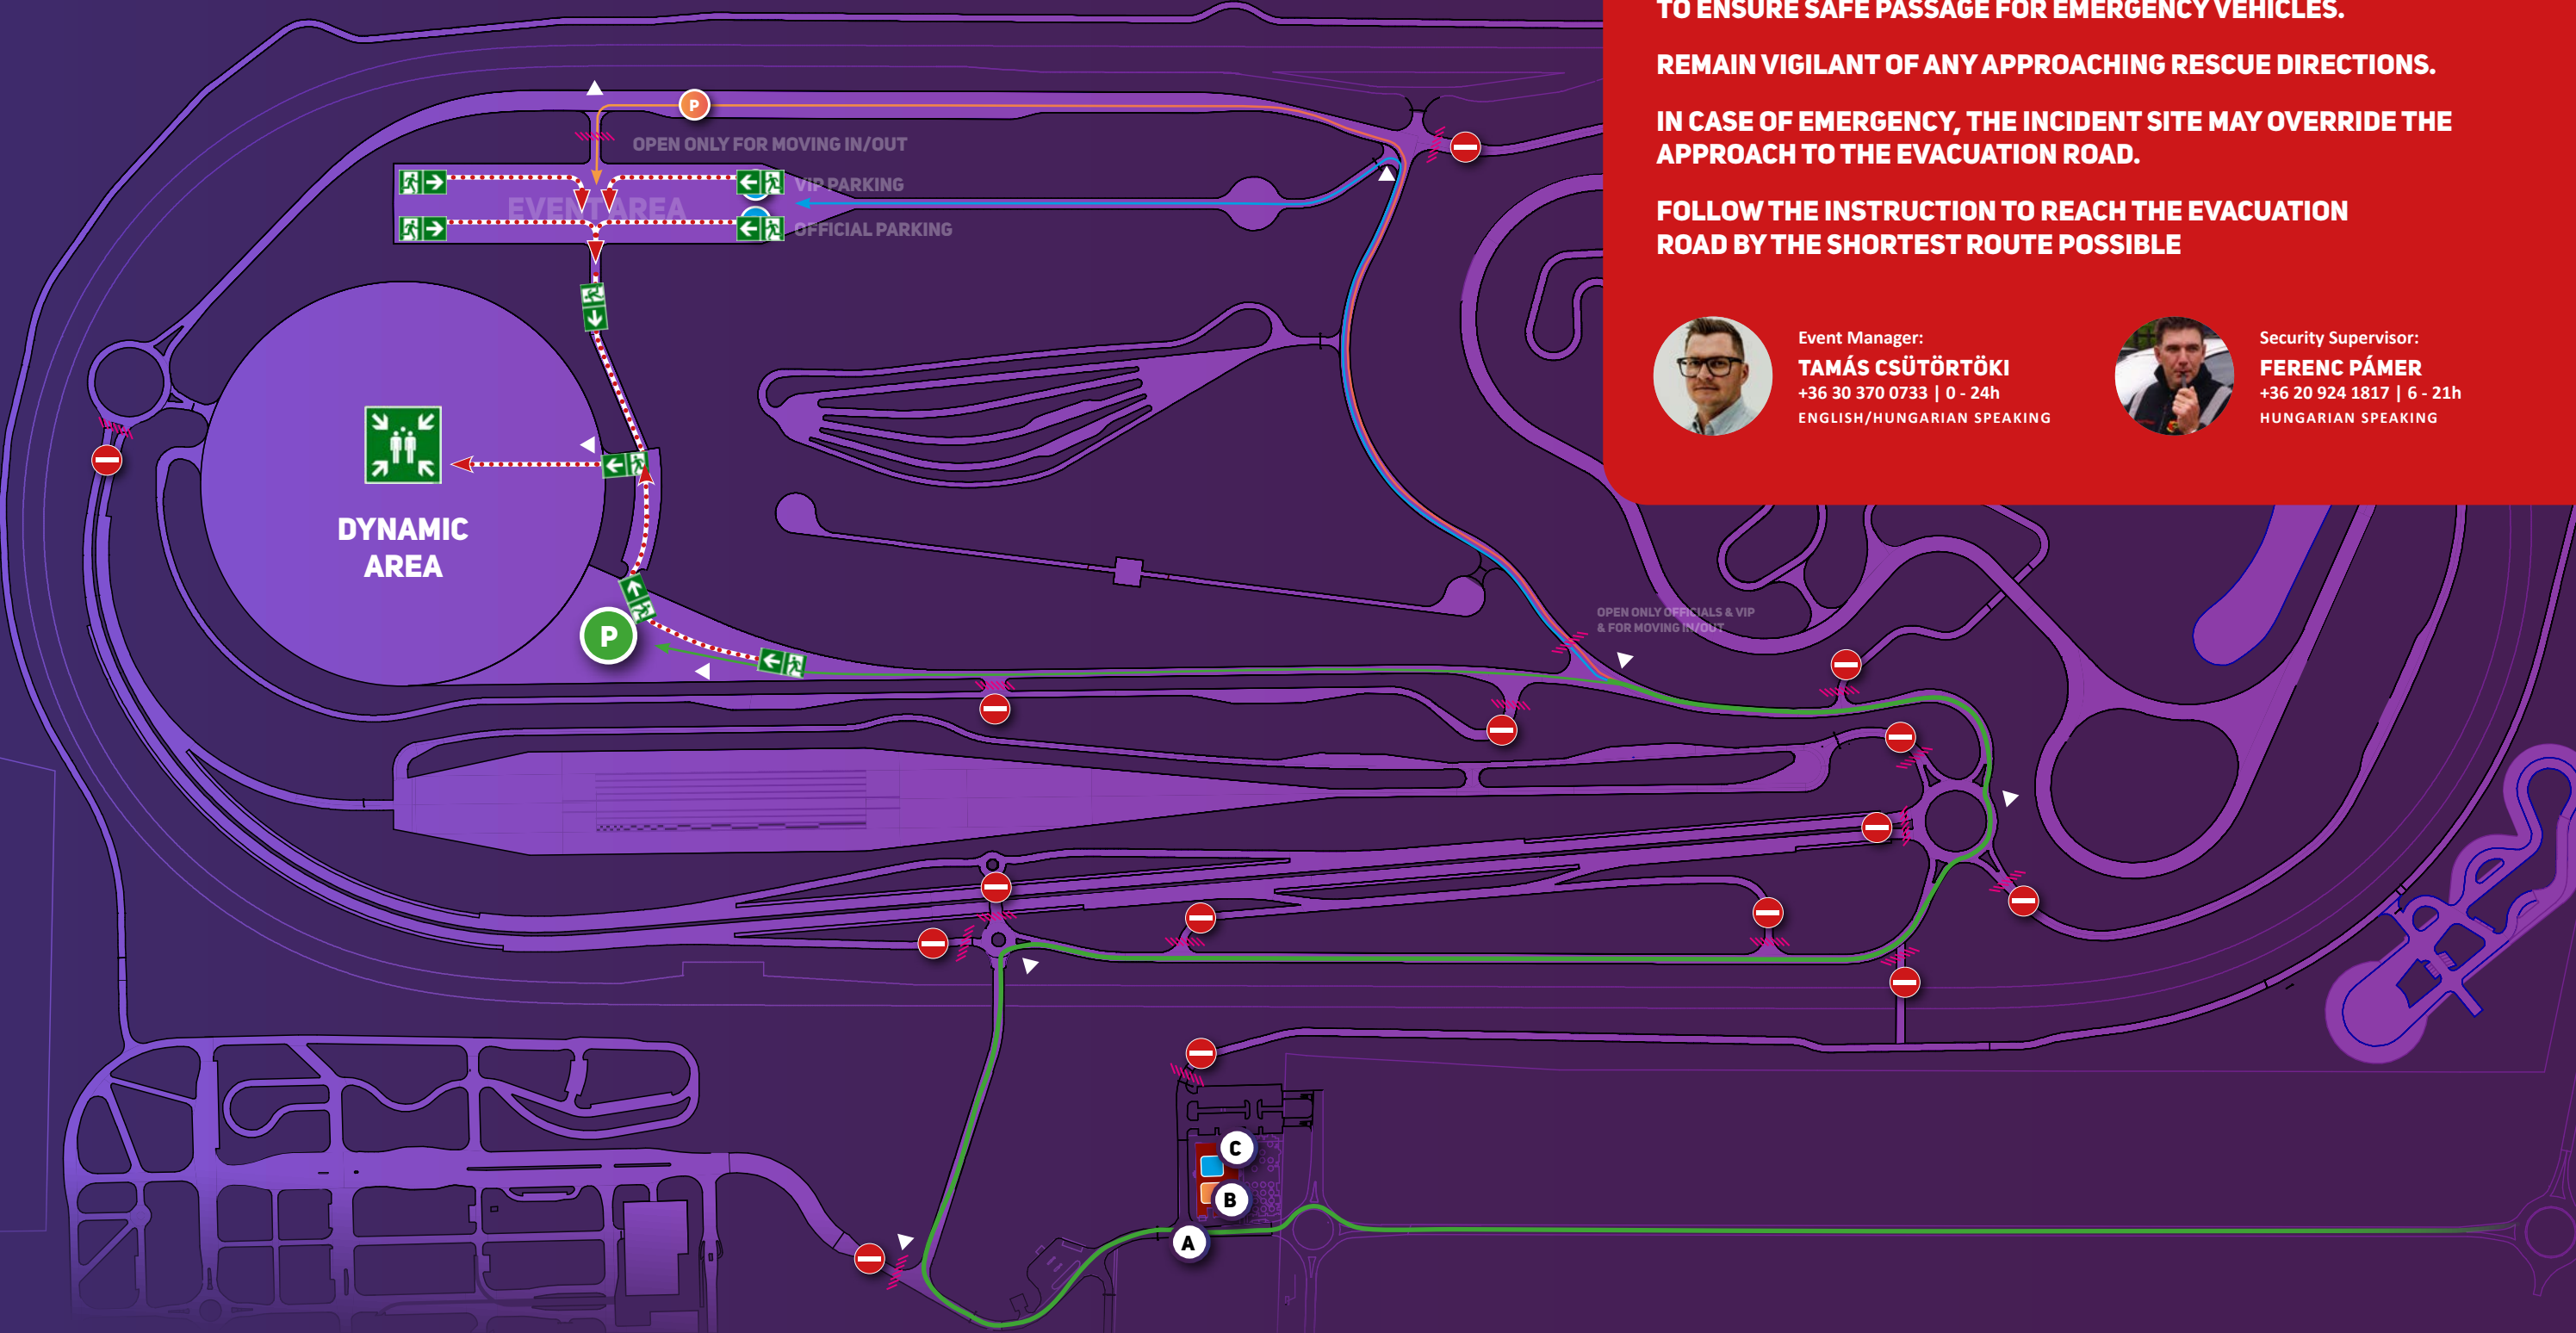 TO ENSURE SAFE PASSAGE FOR EMERGENCY VEHICLES.
REMAIN VIGILANT OF ANY APPROACHING RESCUE DIRECTIONS.
IN CASE OF EMERGENCY, THE INCIDENT SITE MAY OVERRIDE THE
APPROACH TO THE EVACUATION ROAD.
FOLLOW THE INSTRUCTION TO REACH THE EVACUATION
ROAD BY THE SHORTEST ROUTE POSSIBLE
Event Manager:
TAMÁS CSÜTÖRTÖKI
+36 30 370 0733 | 0 - 24h
ENGLISH/HUNGARIAN SPEAKING
Security Supervisor:
FERENC PÁMER
+36 20 924 1817 | 6 - 21h
HUNGARIAN SPEAKING
P
OPEN ONLY FOR MOVING IN/OUT
VIP PARKING
EVENT AREA
OFFICIAL PARKING
DYNAMIC
AREA
P
OPEN ONLY OFFICIALS & VIP
& FOR MOVING IN/OUT
C
B
A